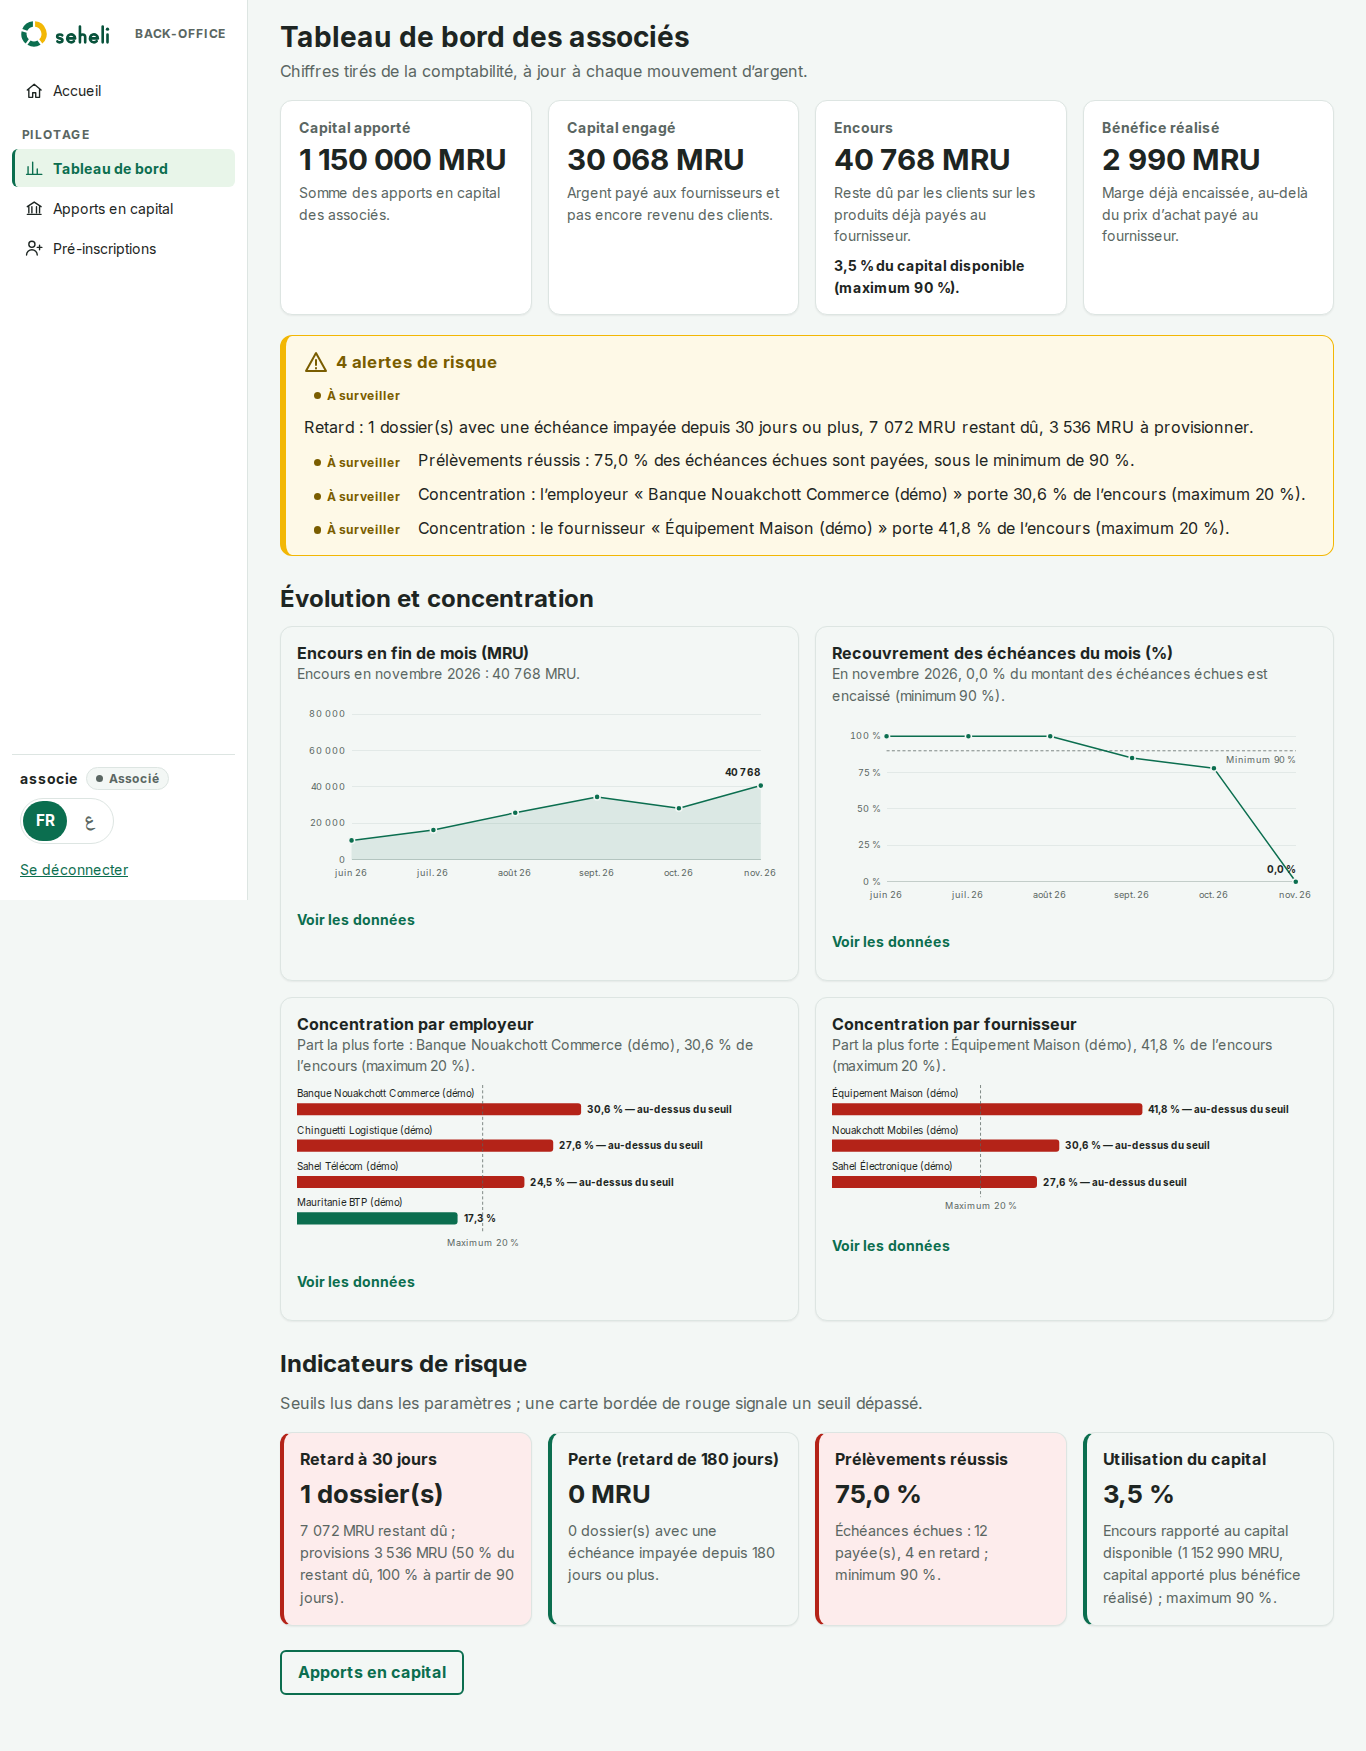 seheli BACK-OFFICE
Accueil
PILOTAGE
Tableau de bord
Apports en capital
Pré-inscriptions
associe Associé
FR ع
Se déconnecter
Tableau de bord des associés
Chiffres tirés de la comptabilité, à jour à chaque mouvement d’argent.
Capital apporté
1 150 000 MRU
Somme des apports en capital
des associés.
Capital engagé
30 068 MRU
Argent payé aux fournisseurs et
pas encore revenu des clients.
Encours
40 768 MRU
Reste dû par les clients sur les
produits déjà payés au
fournisseur.
3,5 % du capital disponible
(maximum 90 %).
Bénéfice réalisé
2 990 MRU
Marge déjà encaissée, au-delà
du prix d’achat payé au
fournisseur.
4 alertes de risque
À surveiller
Retard : 1 dossier(s) avec une échéance impayée depuis 30 jours ou plus, 7 072 MRU restant dû, 3 536 MRU à provisionner.
À surveiller Prélèvements réussis : 75,0 % des échéances échues sont payées, sous le minimum de 90 %.
À surveiller Concentration : l’employeur « Banque Nouakchott Commerce (démo) » porte 30,6 % de l’encours (maximum 20 %).
À surveiller Concentration : le fournisseur « Équipement Maison (démo) » porte 41,8 % de l’encours (maximum 20 %).
Évolution et concentration
Encours en fin de mois (MRU)
Encours en novembre 2026 : 40 768 MRU.
80 000
60 000
40 768
40 000
20 000
0
juin 26 juil. 26 août 26 sept. 26 oct. 26 nov. 26
Voir les données
Recouvrement des échéances du mois (%)
En novembre 2026, 0,0 % du montant des échéances échues est
encaissé (minimum 90 %).
100 %
Minimum 90 %
75 %
50 %
25 %
0,0 %
0 %
juin 26 juil. 26 août 26 sept. 26 oct. 26 nov. 26
Voir les données
Concentration par employeur
Part la plus forte : Banque Nouakchott Commerce (démo), 30,6 % de
l’encours (maximum 20 %).
Banque Nouakchott Commerce (démo)
30,6 % — au-dessus du seuil
Chinguetti Logistique (démo)
27,6 % — au-dessus du seuil
Sahel Télécom (démo)
24,5 % — au-dessus du seuil
Mauritanie BTP (démo)
17,3 %
Maximum 20 %
Voir les données
Concentration par fournisseur
Part la plus forte : Équipement Maison (démo), 41,8 % de l’encours
(maximum 20 %).
Équipement Maison (démo)
41,8 % — au-dessus du seuil
Nouakchott Mobiles (démo)
30,6 % — au-dessus du seuil
Sahel Électronique (démo)
27,6 % — au-dessus du seuil
Maximum 20 %
Voir les données
Indicateurs de risque
Seuils lus dans les paramètres ; une carte bordée de rouge signale un seuil dépassé.
Retard à 30 jours
1 dossier(s)
7 072 MRU restant dû ;
provisions 3 536 MRU (50 % du
restant dû, 100 % à partir de 90
jours).
Perte (retard de 180 jours)
0 MRU
0 dossier(s) avec une
échéance impayée depuis 180
jours ou plus.
Prélèvements réussis
75,0 %
Échéances échues : 12
payée(s), 4 en retard ;
minimum 90 %.
Utilisation du capital
3,5 %
Encours rapporté au capital
disponible (1 152 990 MRU,
capital apporté plus bénéfice
réalisé) ; maximum 90 %.
Apports en capital